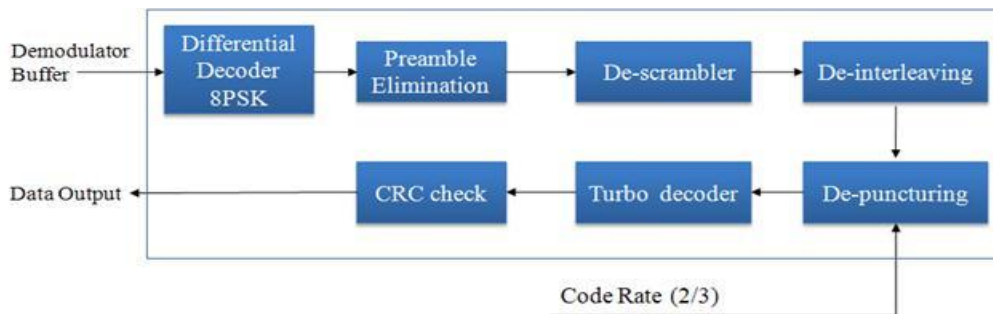 Demodulator
Buffer
Differential
Decoder
8PSK
Preamble
Elimination
De-scrambler
De-interleaving
Data Output
CRC check
Turbo decoder
De-puncturing
Code Rate (2/3)